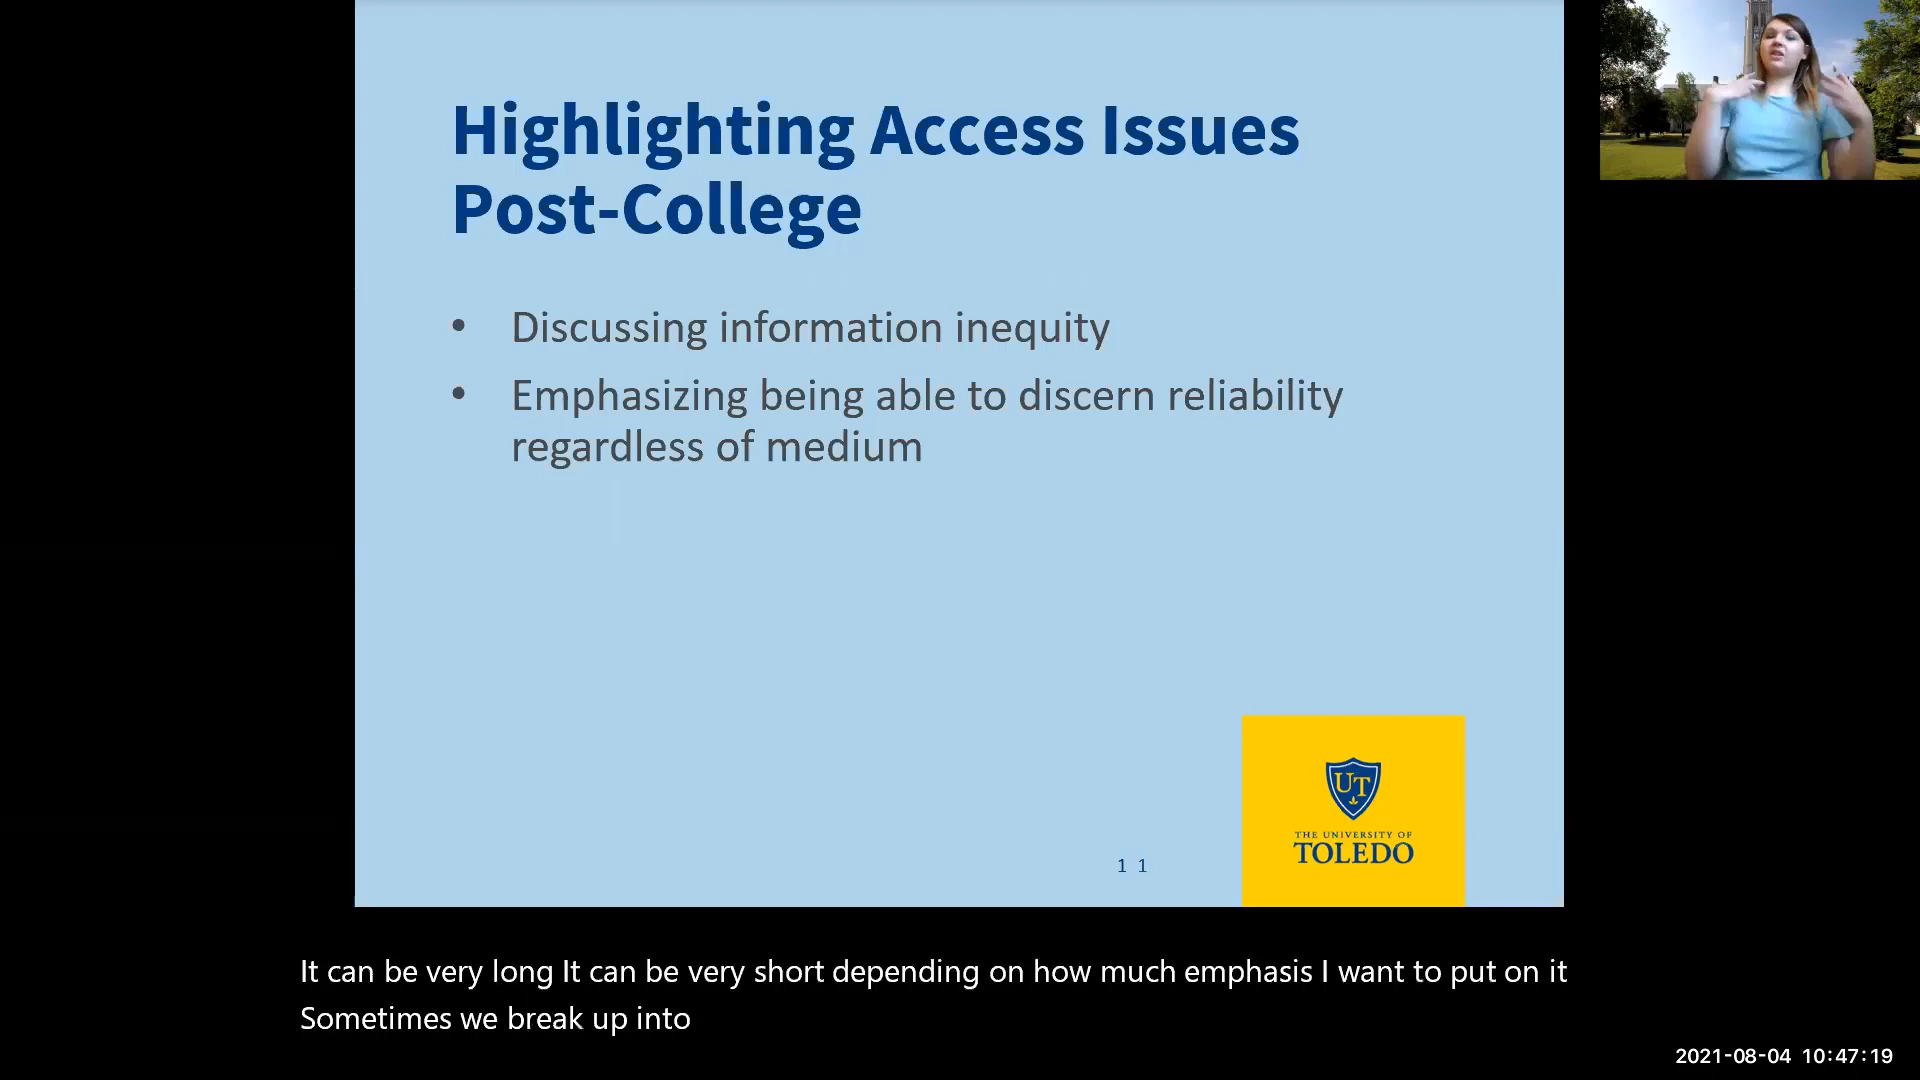 Highlighting Access Issues
Post-College
• Discussing information inequity
• Emphasizing being able to discern reliability
regardless of medium
UT
THE UNIVERSITY OF
TOLEDO
1 1
It can be very long It can be very short depending on how much emphasis I want to put on it
Sometimes we break up into
2021-08-04 10:47:19